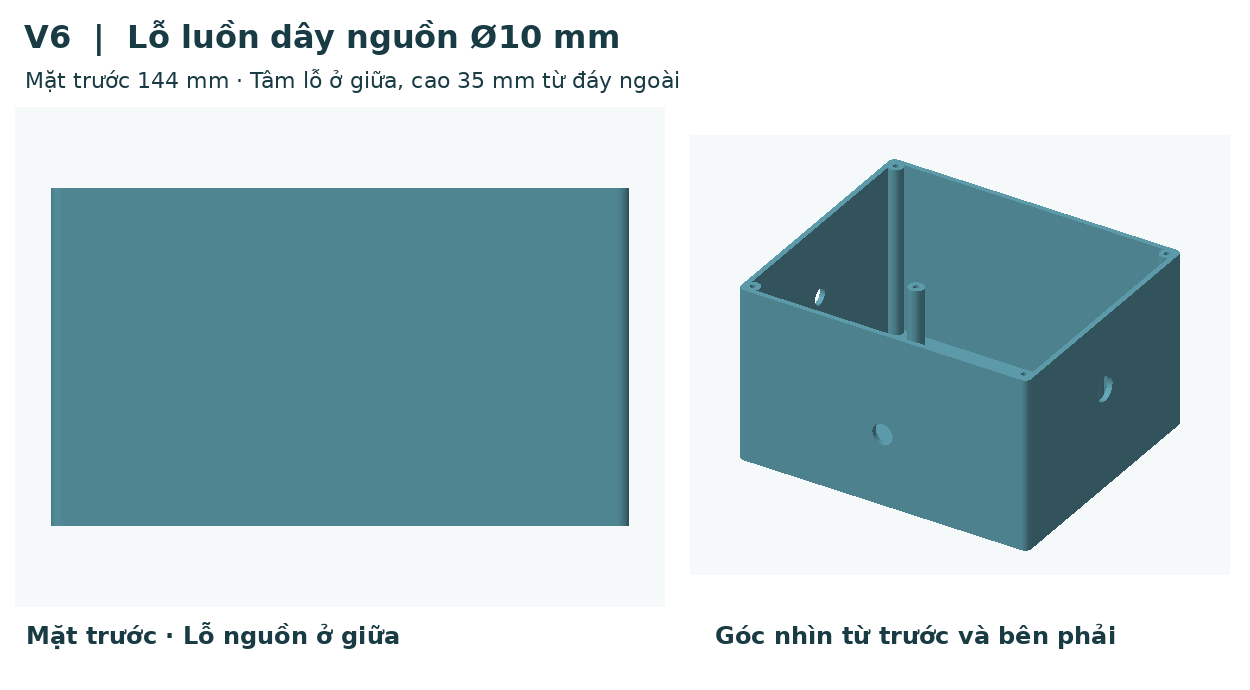 V6 | Lỗ luồn dây nguồn Ø10 mm
Mặt trước 144 mm · Tâm lỗ ở giữa, cao 35 mm từ đáy ngoài
Mặt trước · Lỗ nguồn ở giữa
Góc nhìn từ trước và bên phải